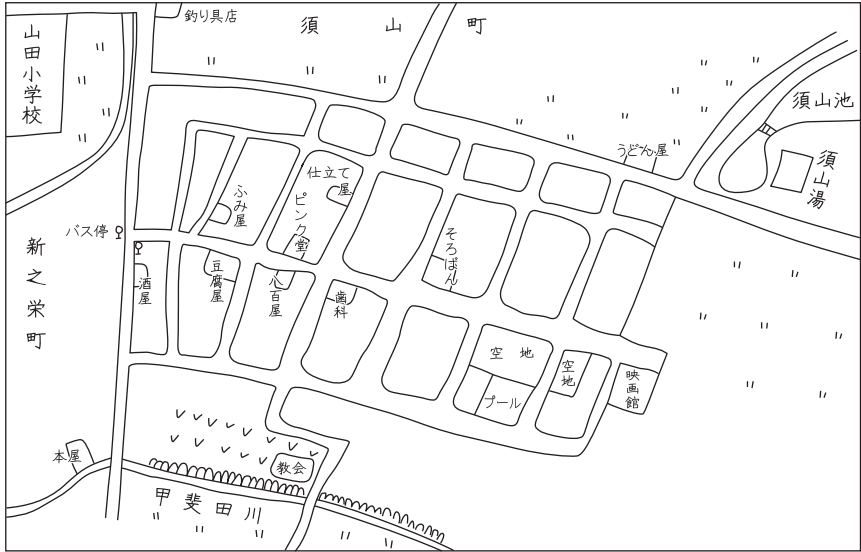 釣り具店
須山町
山田小学校
須山池
うどん屋
須山湯
仕立て屋
ふみ屋
ピンク堂
バス停
そろばん
新之栄町
酒屋
豆腐屋
心百屋
歯科
空地
空地
映画館
プール
本屋
教会
甲斐田川